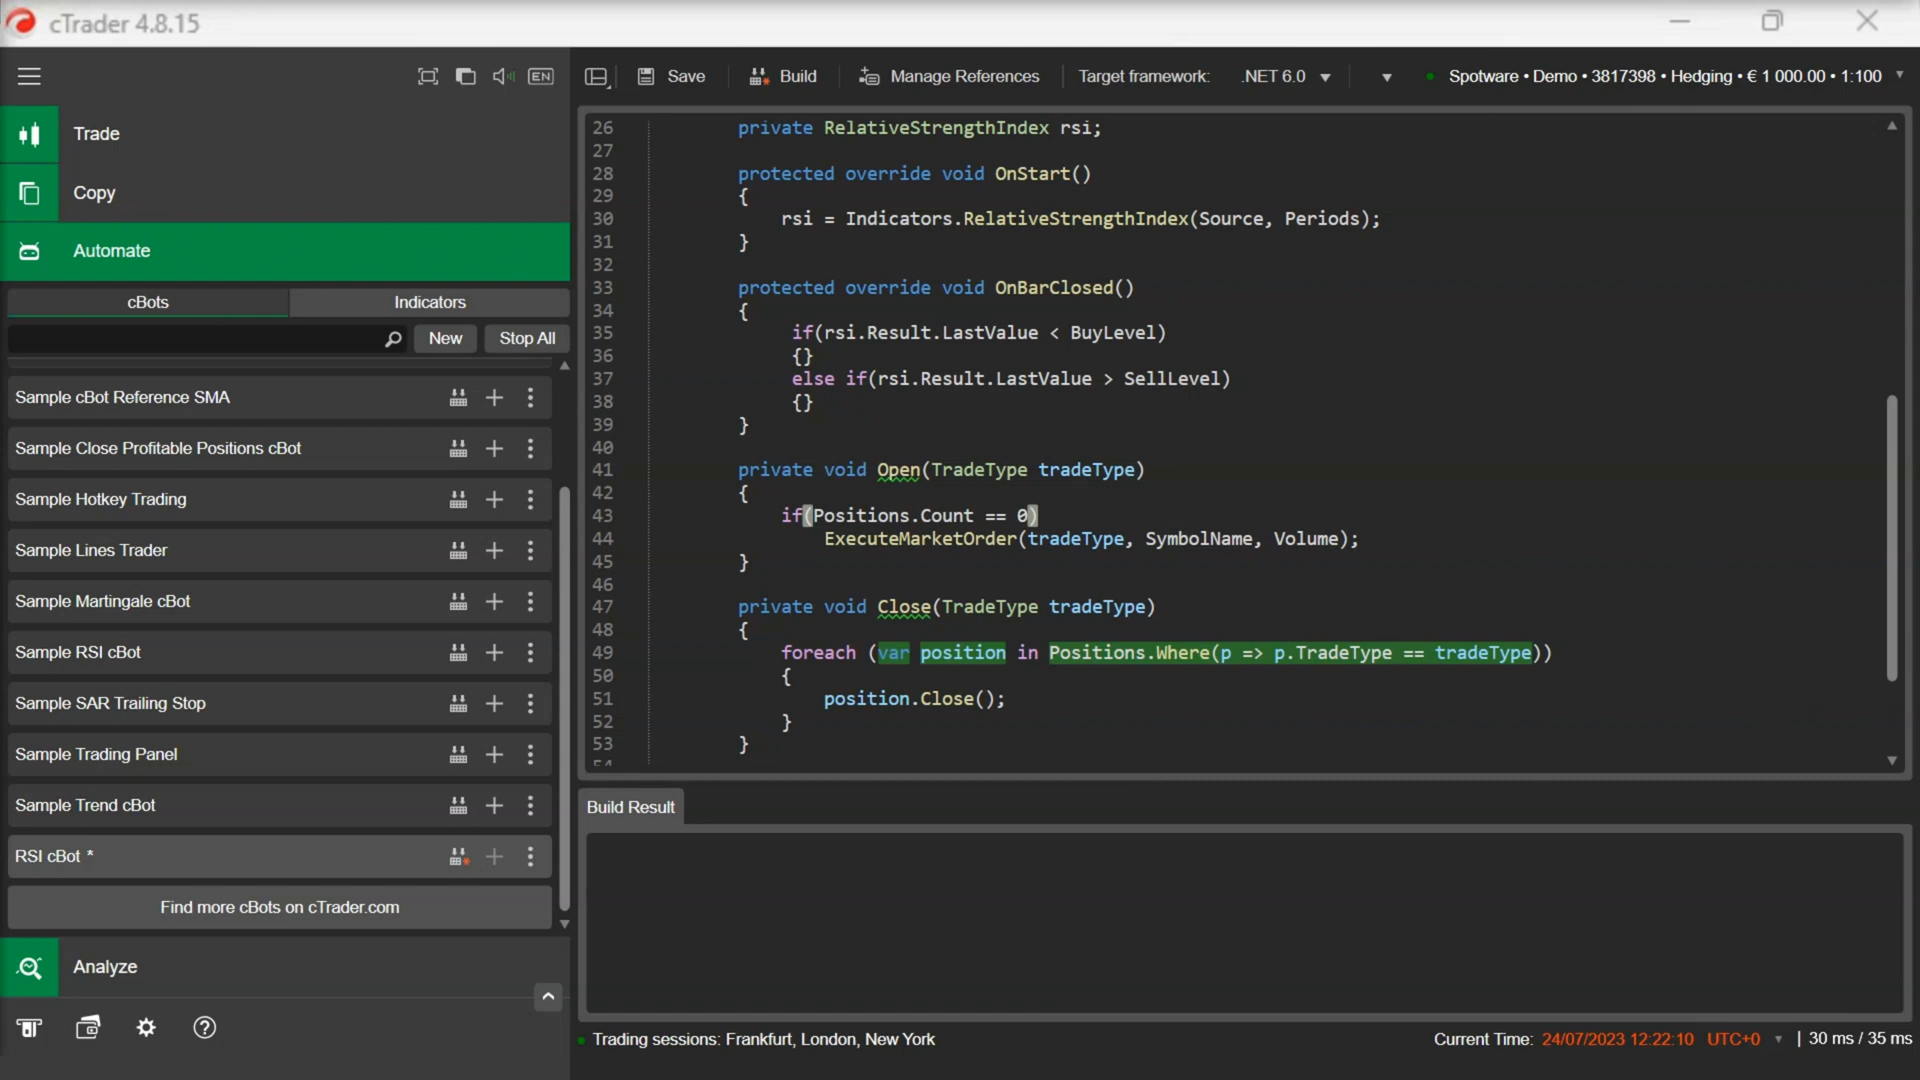 cTrader 4.8.15
EN
Save
Build
Manage References
Target framework:
.NET 6.0
Spotware • Demo • 3817398 • Hedging • € 1 000.00 • 1:100
Trade
Copy
Automate
cBots
Indicators
New
Stop All
Sample cBot Reference SMA
Sample Close Profitable Positions cBot
Sample Hotkey Trading
Sample Lines Trader
Sample Martingale cBot
Sample RSI cBot
Sample SAR Trailing Stop
Sample Trading Panel
Sample Trend cBot
RSI cBot *
Find more cBots on cTrader.com
Analyze
26 private RelativeStrengthIndex rsi;
27
28 protected override void OnStart()
29 {
30 rsi = Indicators.RelativeStrengthIndex(Source, Periods);
31 }
32
33 protected override void OnBarClosed()
34 {
35 if(rsi.Result.LastValue < BuyLevel)
36 {}
37 else if(rsi.Result.LastValue > SellLevel)
38 {}
39 }
40
41 private void Open(TradeType tradeType)
42 {
43 if(Positions.Count == 0)
44 ExecuteMarketOrder(tradeType, SymbolName, Volume);
45 }
46
47 private void Close(TradeType tradeType)
48 {
49 foreach (var position in Positions.Where(p => p.TradeType == tradeType))
50 {
51 position.Close();
52 }
53 }
54
Build Result
Trading sessions: Frankfurt, London, New York
Current Time: 24/07/2023 12:22:10 UTC+0 | 30 ms / 35 ms